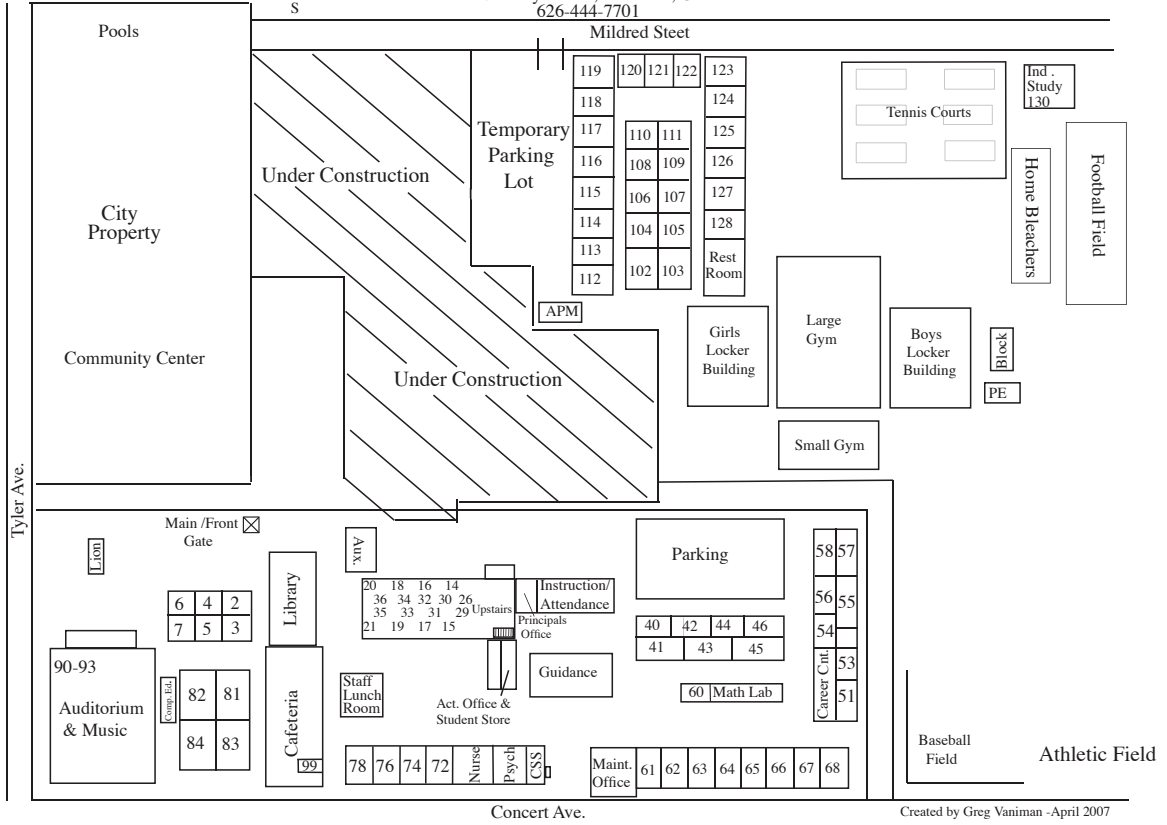 S
626-444-7701
Mildred Steet
Pools
119
120 121 122
123
Ind .
Study
130
118
124
Tennis Courts
Temporary
Parking
Lot
117
110 111
125
116
108 109
126
Under Construction
115
106 107
127
Home Bleachers
Football Field
City
Property
114
104 105
128
113
Rest
Room
112
102 103
APM
Girls
Locker
Building
Large
Gym
Boys
Locker
Building
Block
PE
Community Center
Under Construction
Small Gym
Tyler Ave.
Main /Front
Gate
Lion
Aux.
Parking
58 57
Library
20 18 16 14
36 34 32 30 26
35 33 31 29
21 19 17 15
Upstairs
Instruction/
Attendance
Principals
Office
56
55
6 4 2
7 5 3
40 42 44 46
41 43 45
54
53
51
Career Cnt.
90-93
Auditorium
& Music
Comp. Ed.
82 81
84 83
Cafeteria
99
Staff
Lunch
Room
Guidance
60 Math Lab
Act. Office &
Student Store
78 76 74 72 Nurse Psych CSS
Maint.
Office
61 62 63 64 65 66 67 68
Baseball
Field
Athletic Field
Concert Ave.
Created by Greg Vaniman -April 2007